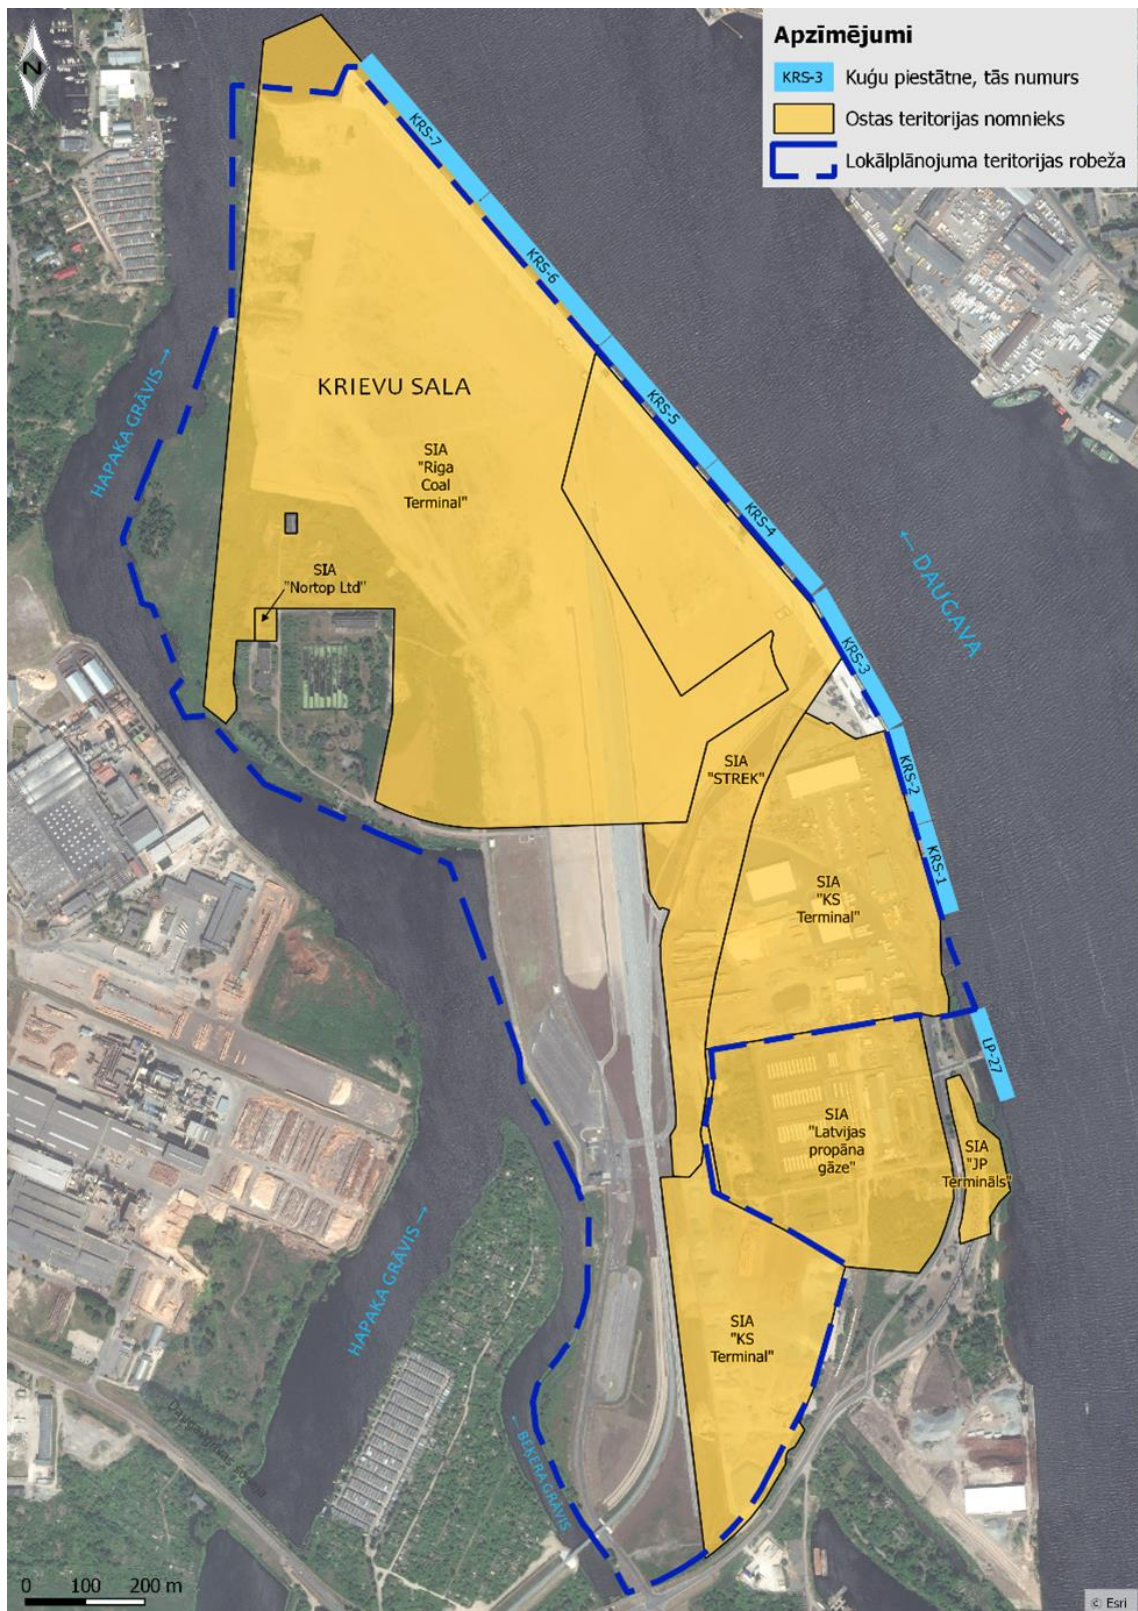 Apzīmējumi
KRS-3 Kuģu piestātne, tās numurs
Ostas teritorijas nomnieks
Lokālplānojuma teritorijas robeža
N
KRS-7
KRS-6
KRS-5
KRS-4
KRS-3
KRS-2
KRS-1
LP-27
← DAUGAVA
HAPAKA GRĀVIS →
KRIEVU SALA
SIA
"Riga
Coal
Terminal"
SIA
"Nortop Ltd"
SIA
"STREK"
SIA
"KS
Terminal"
SIA
"Latvijas
propāna
gāze"
SIA
"JP
Termināls"
HAPAKA GRĀVIS →
SIA
"KS
Terminal"
← BEĶERA GRĀVIS
0 100 200 m
© Esri